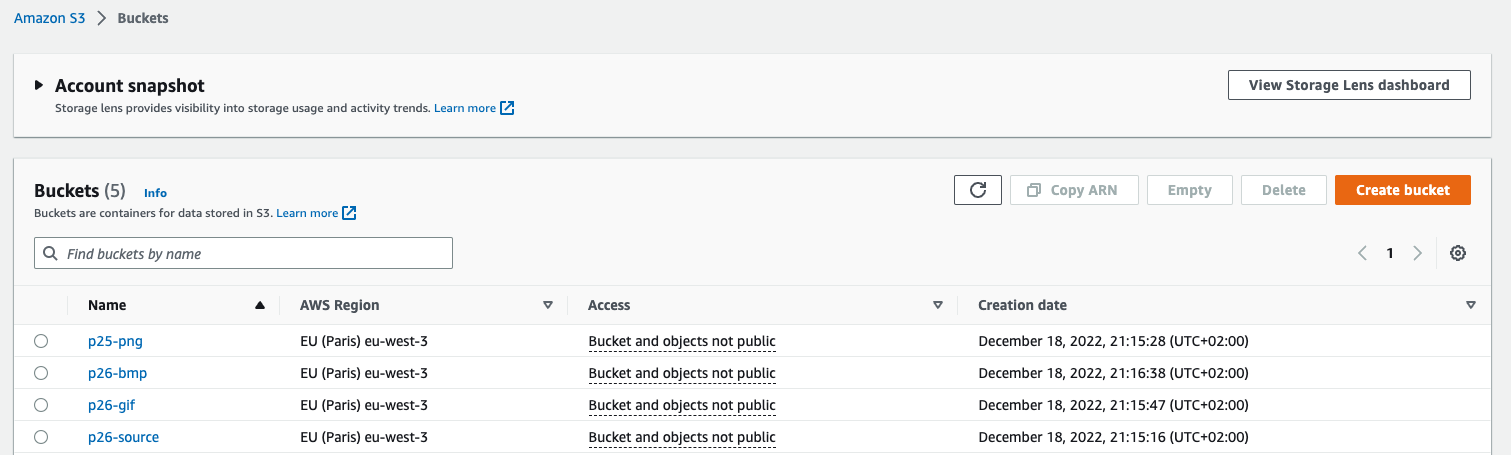 Amazon S3 > Buckets
Account snapshot
View Storage Lens dashboard
Storage lens provides visibility into storage usage and activity trends. Learn more
Buckets (5) Info
Copy ARN Empty Delete Create bucket
Buckets are containers for data stored in S3. Learn more
Find buckets by name
1
Name AWS Region Access Creation date
p25-png EU (Paris) eu-west-3 Bucket and objects not public December 18, 2022, 21:15:28 (UTC+02:00)
p26-bmp EU (Paris) eu-west-3 Bucket and objects not public December 18, 2022, 21:16:38 (UTC+02:00)
p26-gif EU (Paris) eu-west-3 Bucket and objects not public December 18, 2022, 21:15:47 (UTC+02:00)
p26-source EU (Paris) eu-west-3 Bucket and objects not public December 18, 2022, 21:15:16 (UTC+02:00)